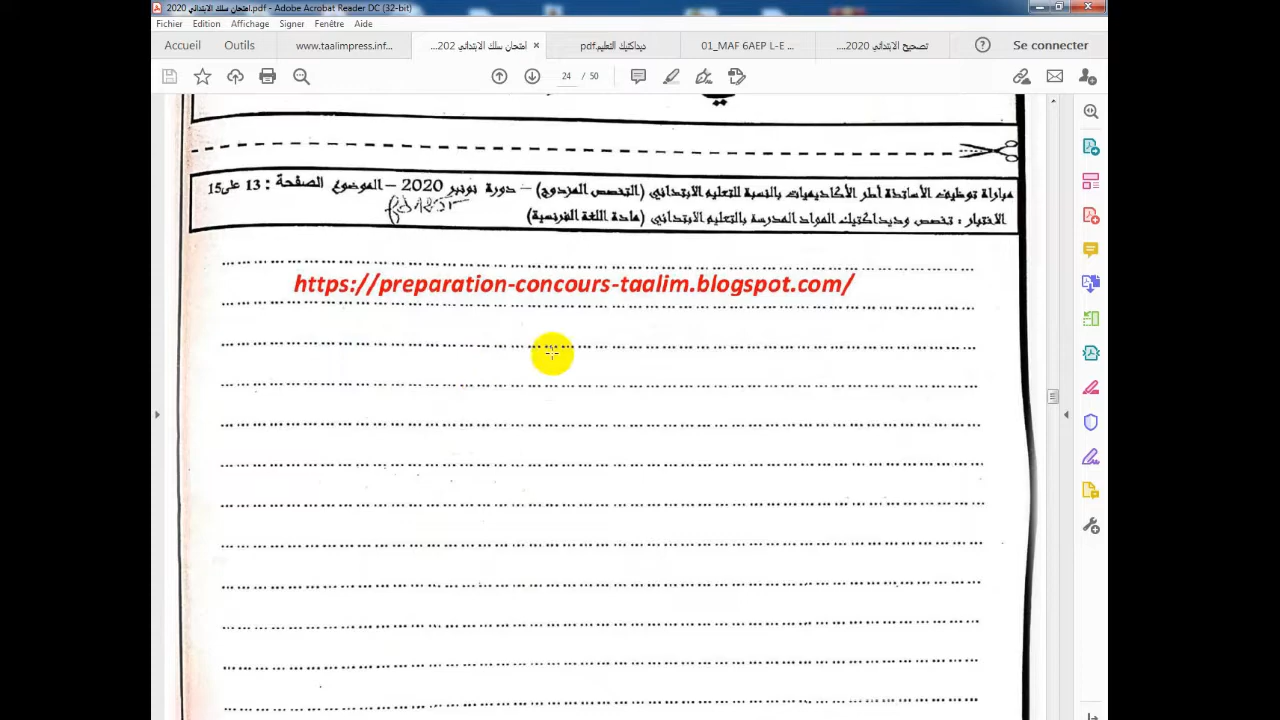 امتحان سلك الابتدائي 2020.pdf - Adobe Acrobat Reader DC (32-bit)
Fichier Edition Affichage Signer Fenêtre Aide
Accueil Outils www.taalimpress.inf... امتحان سلك الابتدائي 202... × ديداكتيك التعليم.pdf 01_MAF 6AEP L-E ... تصحيح الابتدائي 2020.... Se connecter
24 / 50
مباراة توظيف الأساتذة أطر الأكاديميات بالنسبة للتعليم الابتدائي (التخصص المزدوج) – دورة نونبر 2020 – الموضوع الصفحة : 13 على 15
الاختبار : تخصص وديداكتيك المواد المدرسة بالتعليم الابتدائي (مادة اللغة الفرنسية)
https://preparation-concours-taalim.blogspot.com/